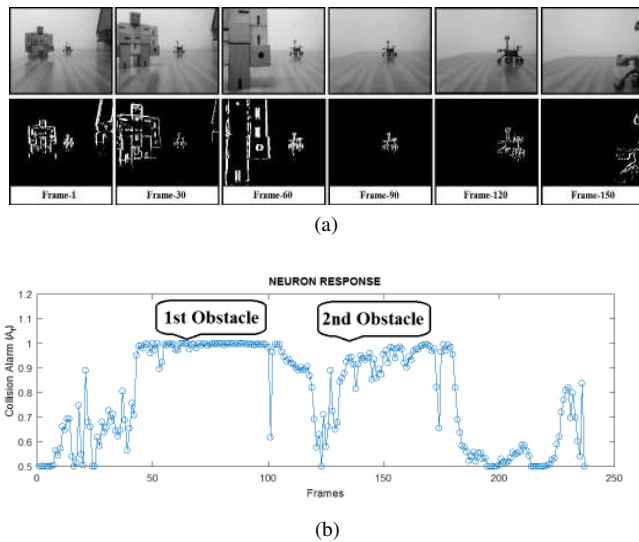 Frame-1 Frame-30 Frame-60 Frame-90 Frame-120 Frame-150
(a)
NEURON RESPONSE
1st Obstacle 2nd Obstacle
Collision Alarm (Aᵧ)
1.2
1.1
1
0.9
0.8
0.7
0.6
0.5
0 50 100 150 200 250
Frames
(b)